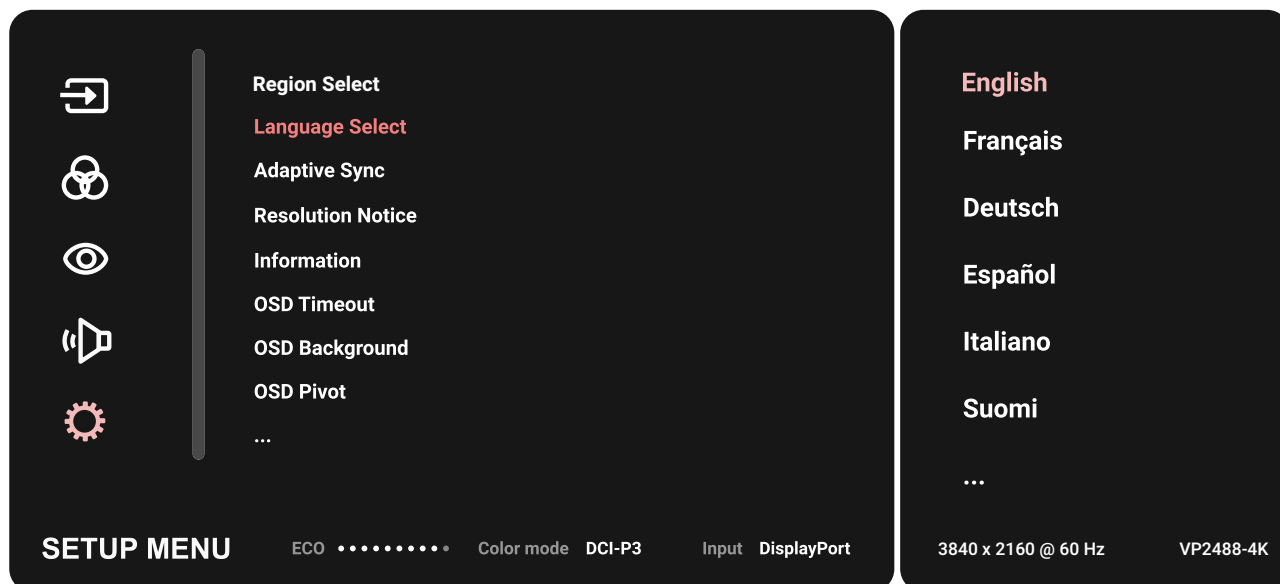 Region Select
Language Select
Adaptive Sync
Resolution Notice
Information
OSD Timeout
OSD Background
OSD Pivot
...
English
Français
Deutsch
Español
Italiano
Suomi
...
SETUP MENU ECO Color mode DCI-P3 Input DisplayPort 3840 x 2160 @ 60 Hz VP2488-4K